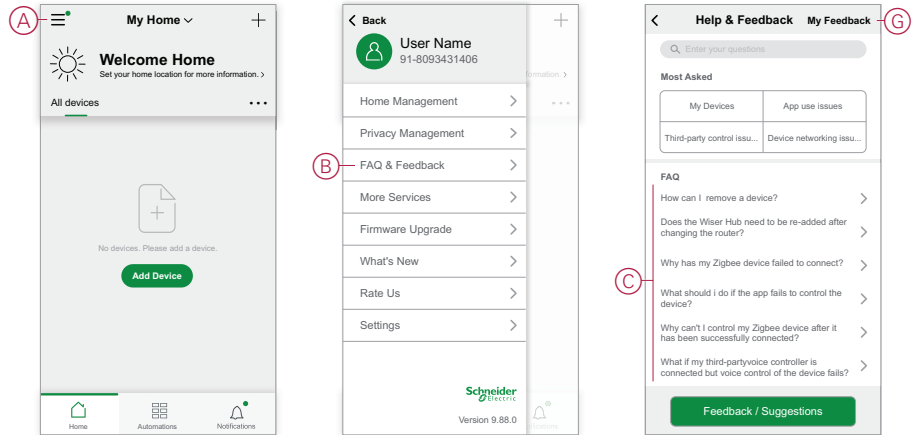 A
My Home
Welcome Home
Set your home location for more information. >
All devices
No devices. Please add a device.
Add Device
Home
Automations
Notifications
Back
User Name
91-8093431406
Home Management
Privacy Management
B
FAQ & Feedback
More Services
Firmware Upgrade
What's New
Rate Us
Settings
Schneider
Electric
Version 9.88.0
formation. >
Notifications
Help & Feedback
My Feedback
G
Enter your questions
Most Asked
My Devices
App use issues
Third-party control issu...
Device networking issu...
FAQ
How can I remove a device?
Does the Wiser Hub need to be re-added after
changing the router?
Why has my Zigbee device failed to connect?
C
What should i do if the app fails to control the
device?
Why can't I control my Zigbee device after it
has been successfully connected?
What if my third-partyvoice controller is
connected but voice control of the device fails?
Feedback / Suggestions